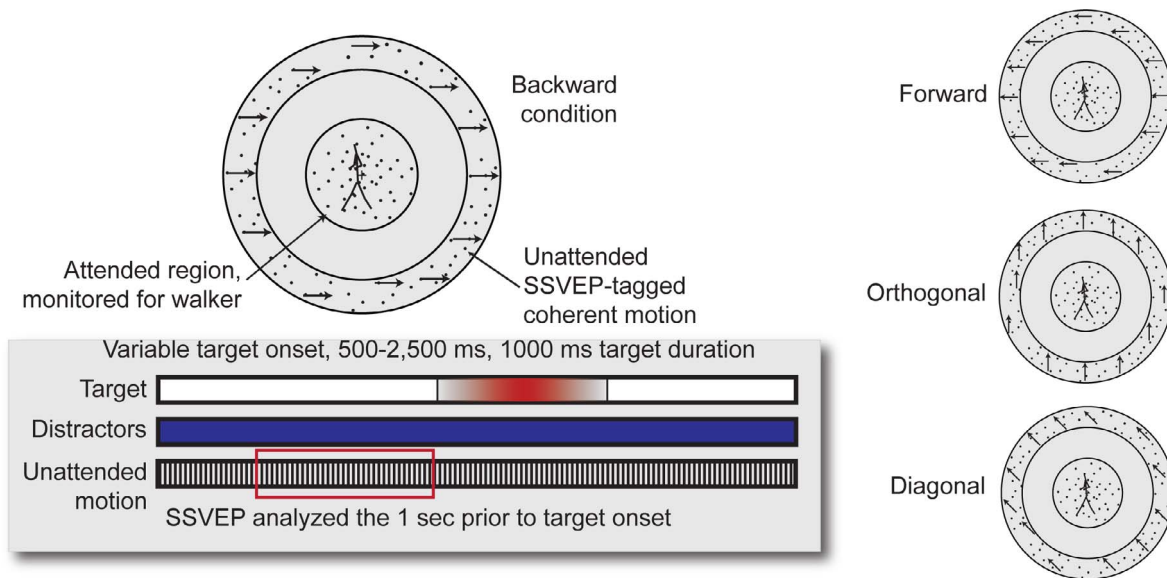 Backward
condition
Attended region,
monitored for walker
Unattended
SSVEP-tagged
coherent motion
Variable target onset, 500-2,500 ms, 1000 ms target duration
Target
Distractors
Unattended
motion
SSVEP analyzed the 1 sec prior to target onset
Forward
Orthogonal
Diagonal